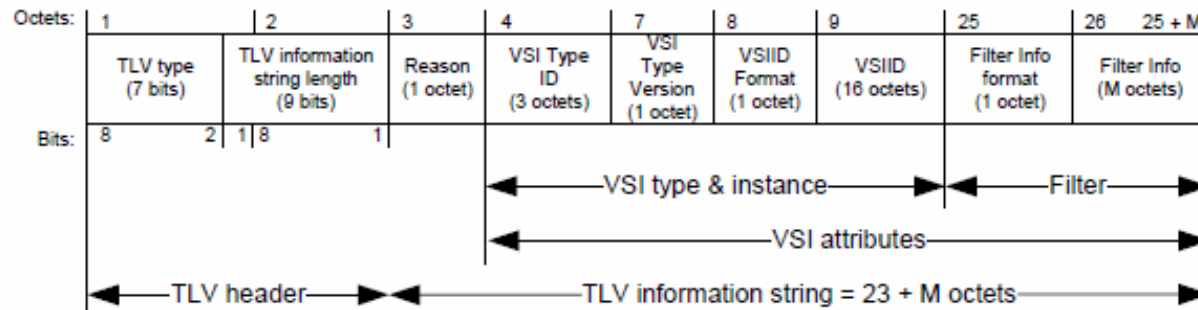 Octets: 1 2 3 4 7 8 9 25 26 25 + M
TLV type
(7 bits)
TLV information
string length
(9 bits)
Reason
(1 octet)
VSI Type
ID
(3 octets)
VSI
Type
Version
(1 octet)
VSIID
Format
(1 octet)
VSIID
(16 octets)
Filter Info
format
(1 octet)
Filter Info
(M octets)
Bits: 8 2 1 8 1
VSI type & instance Filter
VSI attributes
TLV header TLV information string = 23 + M octets